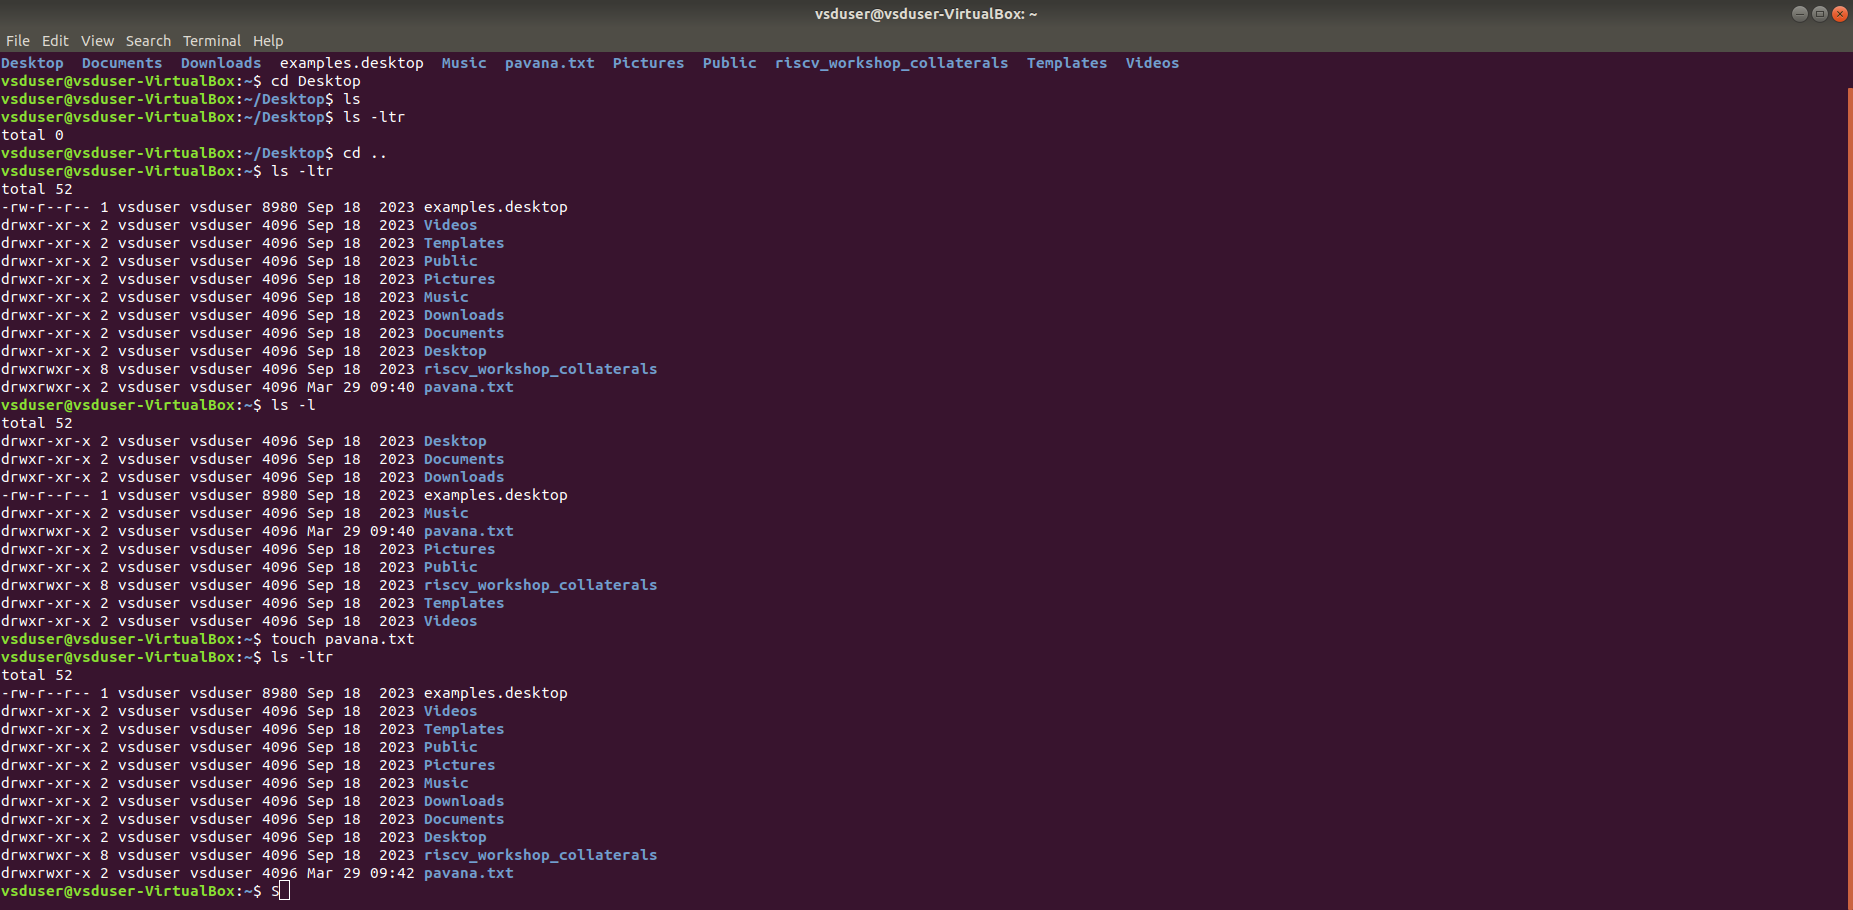 vsduser@vsduser-VirtualBox: ~
File Edit View Search Terminal Help
Desktop  Documents  Downloads  examples.desktop  Music  pavana.txt  Pictures  Public  riscv_workshop_collaterals  Templates  Videos
vsduser@vsduser-VirtualBox:~$ cd Desktop
vsduser@vsduser-VirtualBox:~/Desktop$ ls
vsduser@vsduser-VirtualBox:~/Desktop$ ls -ltr
total 0
vsduser@vsduser-VirtualBox:~/Desktop$ cd ..
vsduser@vsduser-VirtualBox:~$ ls -ltr
total 52
-rw-r--r-- 1 vsduser vsduser 8980 Sep 18  2023 examples.desktop
drwxr-xr-x 2 vsduser vsduser 4096 Sep 18  2023 Videos
drwxr-xr-x 2 vsduser vsduser 4096 Sep 18  2023 Templates
drwxr-xr-x 2 vsduser vsduser 4096 Sep 18  2023 Public
drwxr-xr-x 2 vsduser vsduser 4096 Sep 18  2023 Pictures
drwxr-xr-x 2 vsduser vsduser 4096 Sep 18  2023 Music
drwxr-xr-x 2 vsduser vsduser 4096 Sep 18  2023 Downloads
drwxr-xr-x 2 vsduser vsduser 4096 Sep 18  2023 Documents
drwxr-xr-x 2 vsduser vsduser 4096 Sep 18  2023 Desktop
drwxrwxr-x 8 vsduser vsduser 4096 Sep 18  2023 riscv_workshop_collaterals
drwxrwxr-x 2 vsduser vsduser 4096 Mar 29 09:40 pavana.txt
vsduser@vsduser-VirtualBox:~$ ls -l
total 52
drwxr-xr-x 2 vsduser vsduser 4096 Sep 18  2023 Desktop
drwxr-xr-x 2 vsduser vsduser 4096 Sep 18  2023 Documents
drwxr-xr-x 2 vsduser vsduser 4096 Sep 18  2023 Downloads
-rw-r--r-- 1 vsduser vsduser 8980 Sep 18  2023 examples.desktop
drwxr-xr-x 2 vsduser vsduser 4096 Sep 18  2023 Music
drwxrwxr-x 2 vsduser vsduser 4096 Mar 29 09:40 pavana.txt
drwxr-xr-x 2 vsduser vsduser 4096 Sep 18  2023 Pictures
drwxr-xr-x 2 vsduser vsduser 4096 Sep 18  2023 Public
drwxrwxr-x 8 vsduser vsduser 4096 Sep 18  2023 riscv_workshop_collaterals
drwxr-xr-x 2 vsduser vsduser 4096 Sep 18  2023 Templates
drwxr-xr-x 2 vsduser vsduser 4096 Sep 18  2023 Videos
vsduser@vsduser-VirtualBox:~$ touch pavana.txt
vsduser@vsduser-VirtualBox:~$ ls -ltr
total 52
-rw-r--r-- 1 vsduser vsduser 8980 Sep 18  2023 examples.desktop
drwxr-xr-x 2 vsduser vsduser 4096 Sep 18  2023 Videos
drwxr-xr-x 2 vsduser vsduser 4096 Sep 18  2023 Templates
drwxr-xr-x 2 vsduser vsduser 4096 Sep 18  2023 Public
drwxr-xr-x 2 vsduser vsduser 4096 Sep 18  2023 Pictures
drwxr-xr-x 2 vsduser vsduser 4096 Sep 18  2023 Music
drwxr-xr-x 2 vsduser vsduser 4096 Sep 18  2023 Downloads
drwxr-xr-x 2 vsduser vsduser 4096 Sep 18  2023 Documents
drwxr-xr-x 2 vsduser vsduser 4096 Sep 18  2023 Desktop
drwxrwxr-x 8 vsduser vsduser 4096 Sep 18  2023 riscv_workshop_collaterals
drwxrwxr-x 2 vsduser vsduser 4096 Mar 29 09:42 pavana.txt
vsduser@vsduser-VirtualBox:~$ S